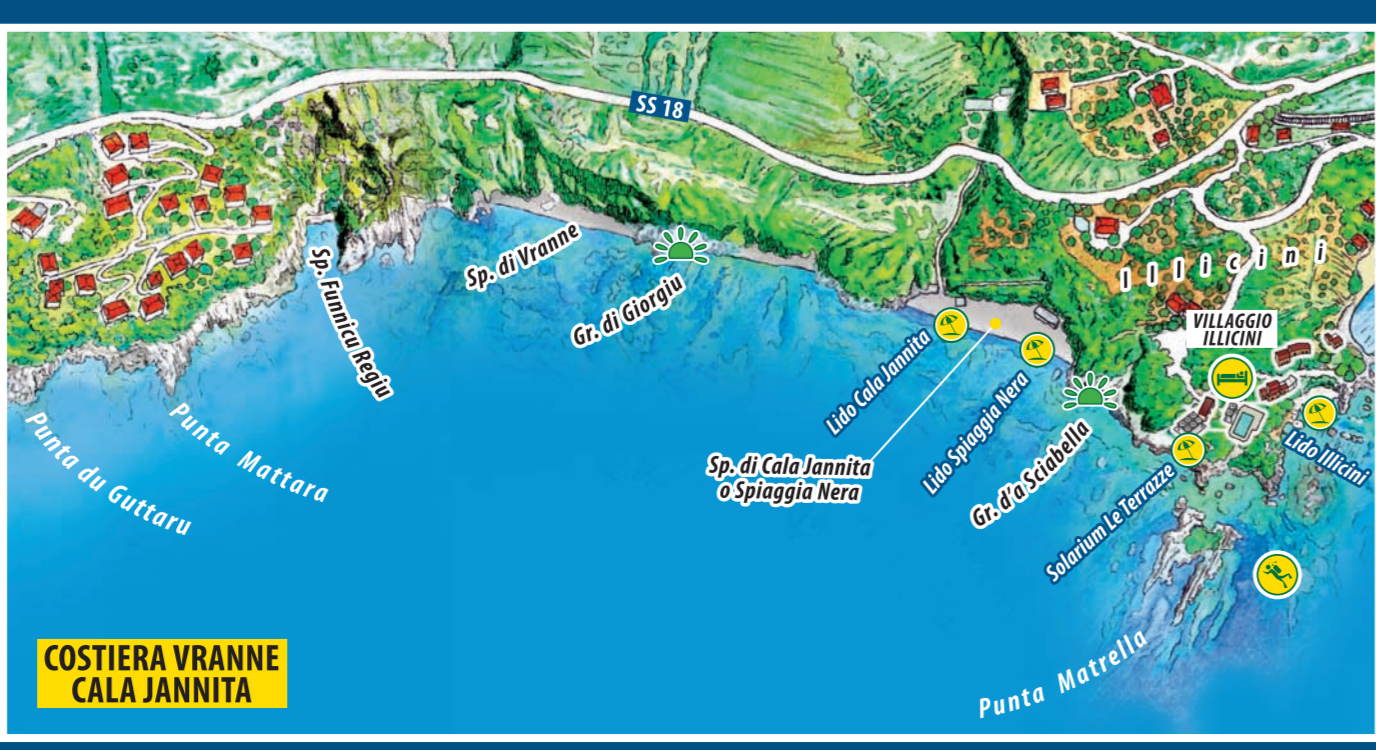 SS 18
Sp. Funnicu Regiu
Sp. di Vranne
Gr. di Giorgiu
Illicini
VILLAGGIO
ILLICINI
Lido Cala Jannita
Lido Spiaggia Nera
Sp. di Cala Jannita
o Spiaggia Nera
Gr. d'a Sciabella
Solarium Le Terrazze
Lido Illicini
Punta du Guttaru
Punta Mattara
Punta Matrella
COSTIERA VRANNE
CALA JANNITA